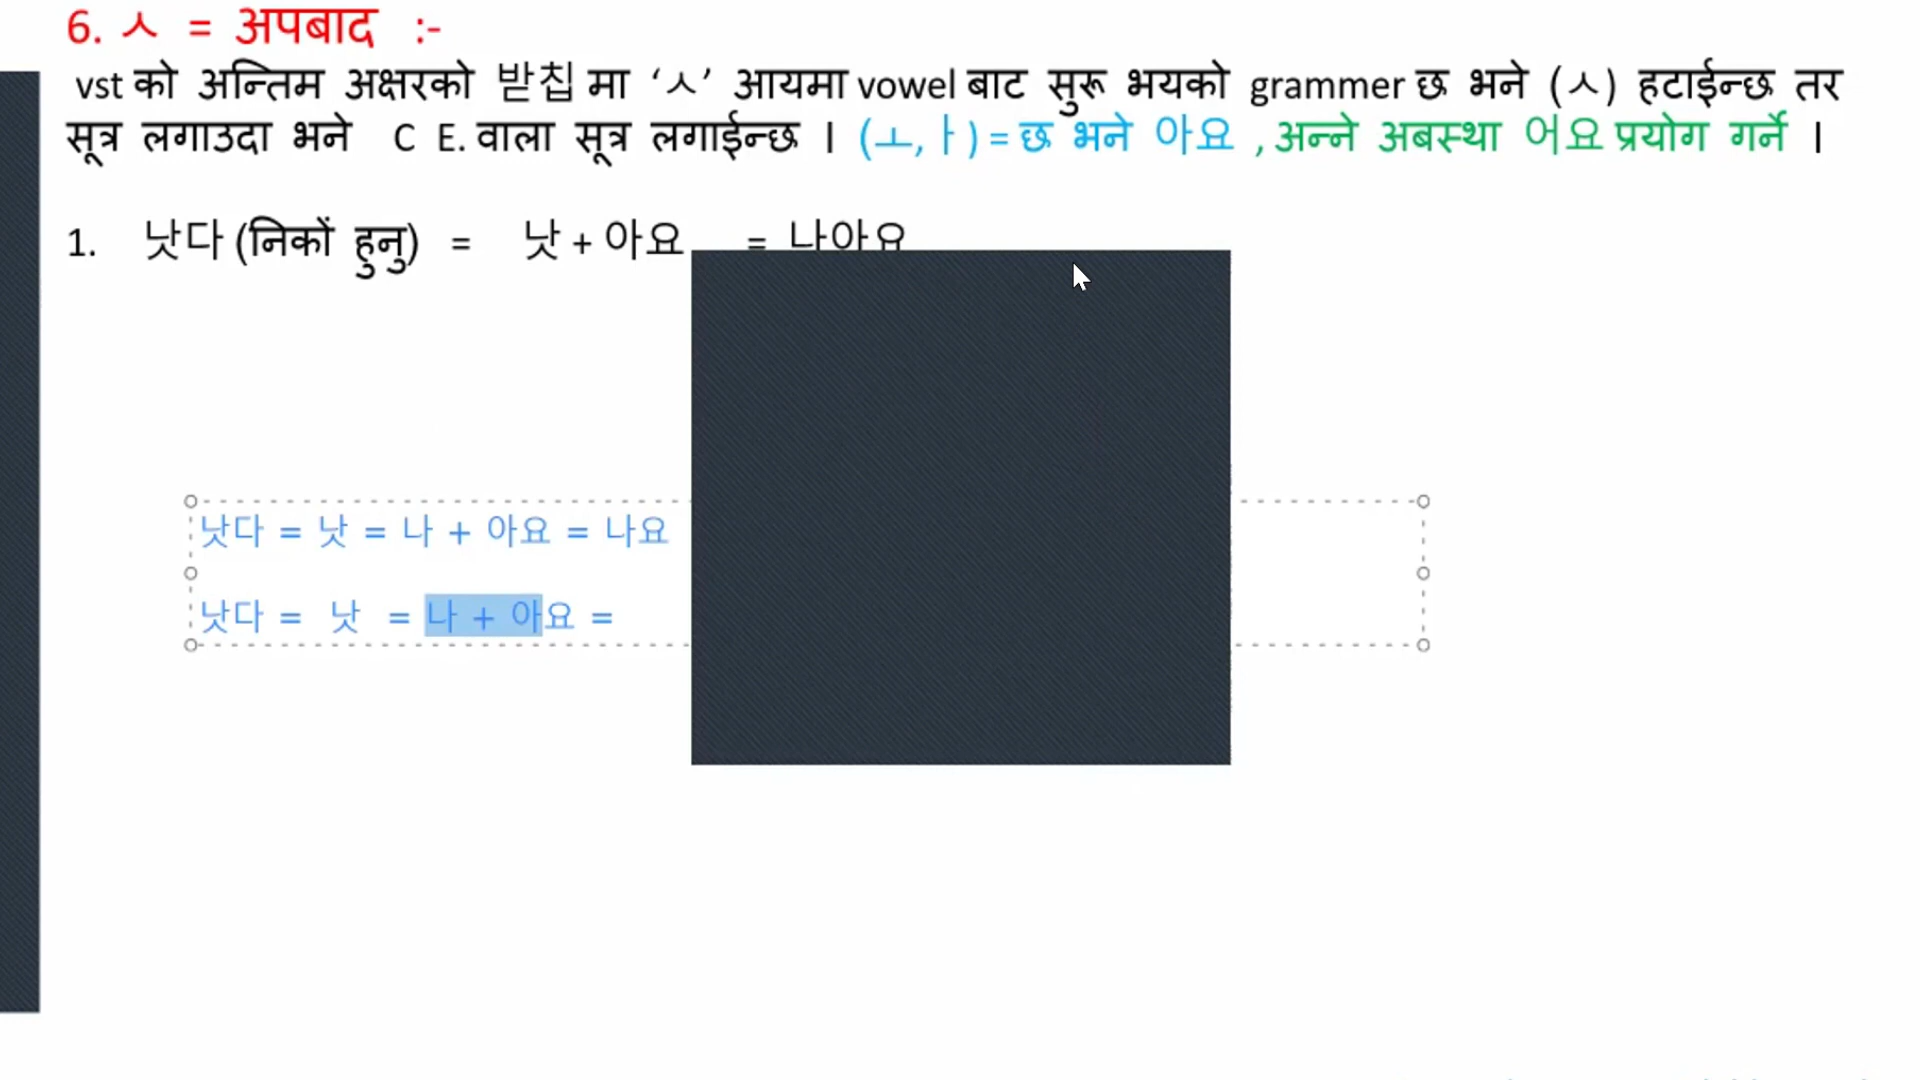 6. ㅅ = अपबाद :-
vst को अन्तिम अक्षरको 받칩 मा ‘ㅅ’ आयमा vowel बाट सुरू भयको grammer छ भने (ㅅ) हटाईन्छ तर
सूत्र लगाउदा भने C E. वाला सूत्र लगाईन्छ । (ㅗ,ㅏ) = छ भने 아요 , अन्ने अबस्था 어요 प्रयोग गर्ने ।
1. 낫다 (निकों हुनु) = 낫 + 아요 = 나아요
낫다 = 낫 = 나 + 아요 = 나요
낫다 = 낫 = 나 + 아요 =